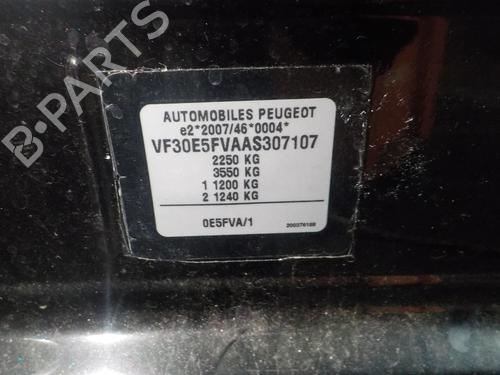 B-PARTS
AUTOMOBILES PEUGEOT
e2*2007/46*0004*
VF30E5FVAAS307107
2250 KG
3550 KG
1 1200 KG
2 1240 KG
0E5FVA/1